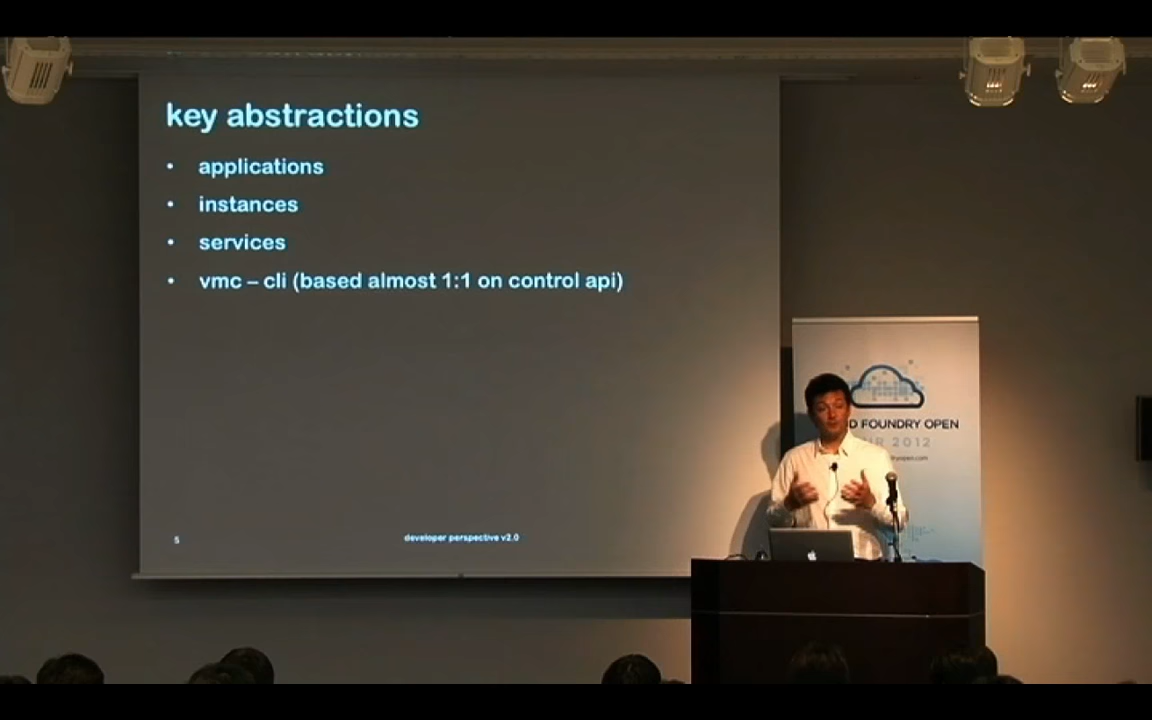 key abstractions
• applications
• instances
• services
• vmc – cli (based almost 1:1 on control api)
5
developer perspective v2.0
D FOUNDRY OPEN
UR 2012